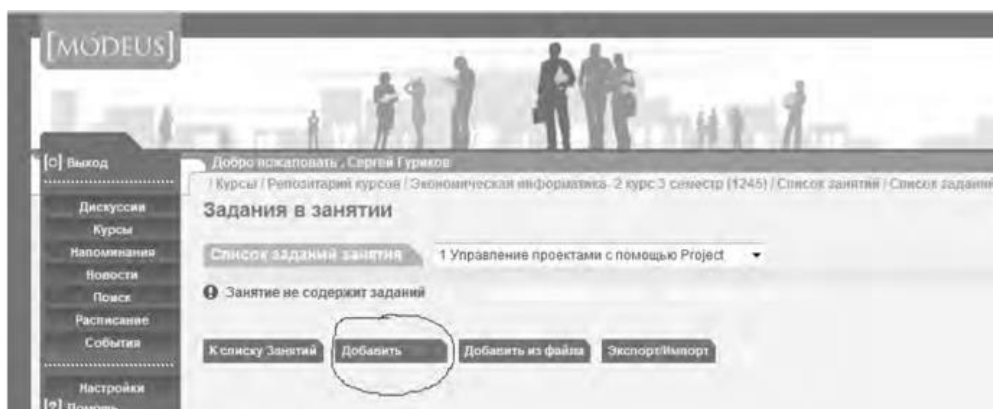 [MODEUS]
[O] Выход
Добро пожаловать , Сергей Гуриков
/ Курсы / Репозитарий курсов / Экономическая информатика- 2 курс 3 семестр (1245) / Список занятий / Список заданий
Дискуссии
Курсы
Напоминания
Новости
Поиск
Расписание
События
Настройки
[?] Помощь
Задания в занятии
Список заданий занятия
1 Управление проектами с помощью Project
Занятие не содержит заданий
К списку Занятий
Добавить
Добавить из файла
Экспорт/Импорт